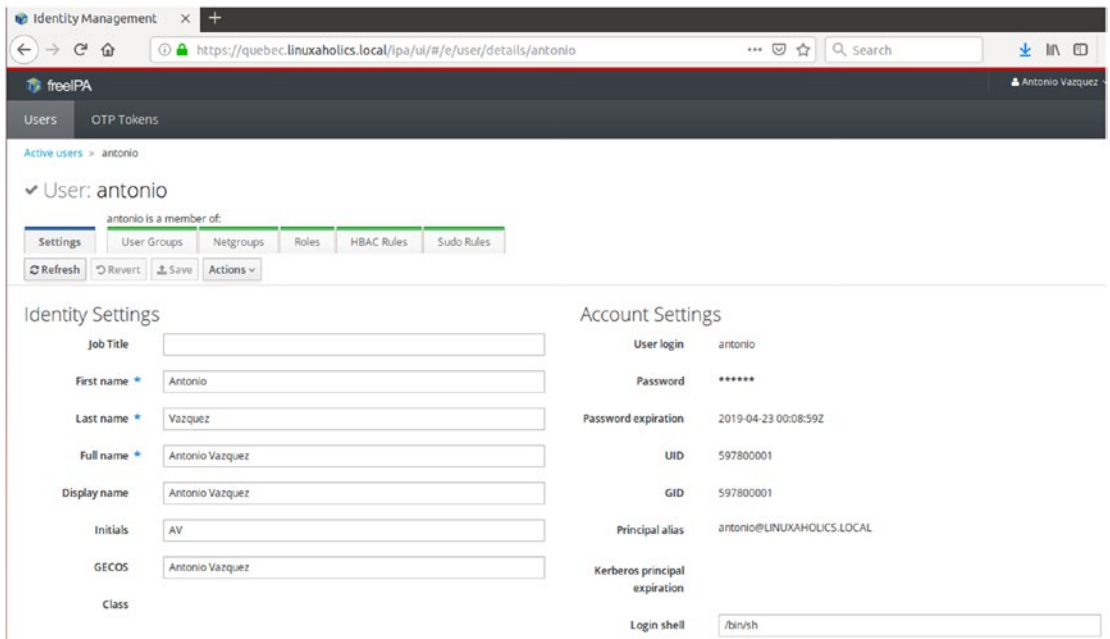 Identity Management
https://quebec.linuxaholics.local/ipa/ui/#/e/user/details/antonio
Search
freeIPA
Antonio Vazquez
Users
OTP Tokens
Active users » antonio
User: antonio
antonio is a member of:
Settings
User Groups
Netgroups
Roles
HBAC Rules
Sudo Rules
Refresh
Revert
Save
Actions
Identity Settings
Job Title
First name *
Antonio
Last name *
Vazquez
Full name *
Antonio Vazquez
Display name
Antonio Vazquez
Initials
AV
GECOS
Antonio Vazquez
Class
Account Settings
User login
antonio
Password
******
Password expiration
2019-04-23 00:08:59Z
UID
597800001
GID
597800001
Principal alias
antonio@LINUXAHOLICS.LOCAL
Kerberos principal
expiration
Login shell
/bin/sh